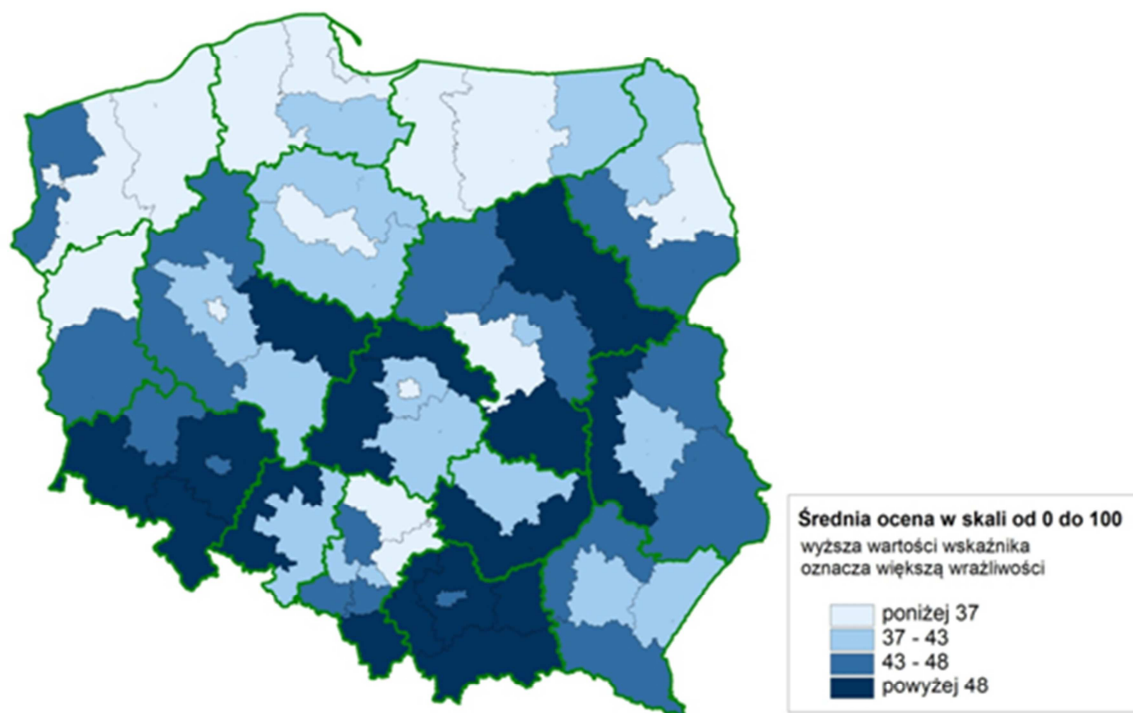 Średnia ocena w skali od 0 do 100
wyższa wartości wskaźnika
oznacza większą wrażliwości
poniżej 37
37 - 43
43 - 48
powyżej 48